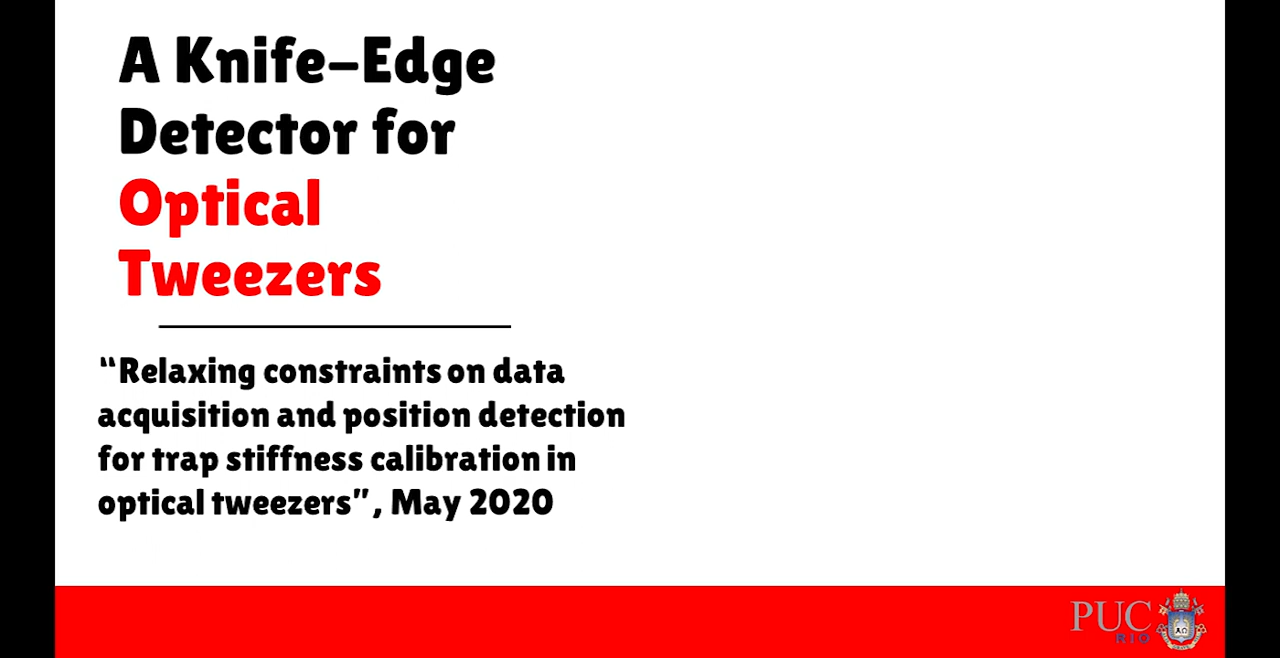 A Knife-Edge
Detector for
Optical
Tweezers
“Relaxing constraints on data
acquisition and position detection
for trap stiffness calibration in
optical tweezers”, May 2020
PUC
RIO
ΑΩ